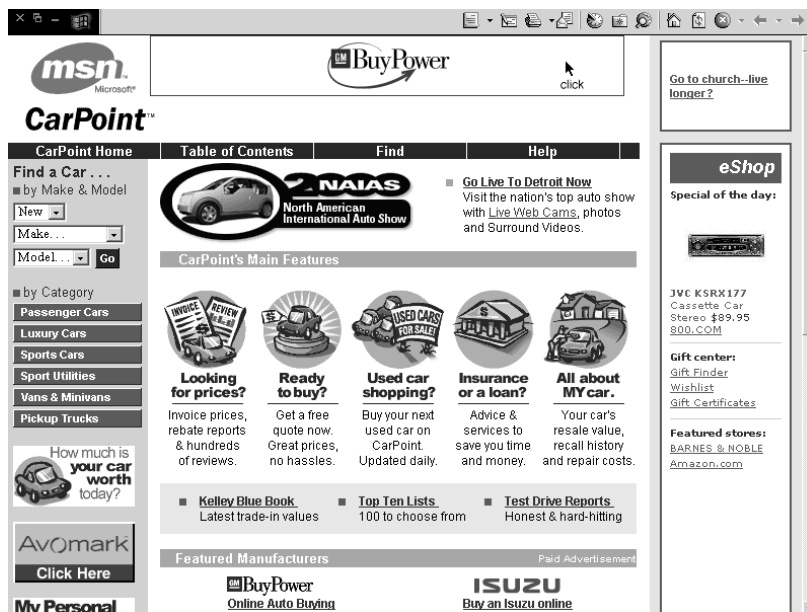 msn.
Microsoft®
GM BuyPower
click
Go to church--live
longer?
CarPoint™
CarPoint Home
Table of Contents
Find
Help
Find a Car . . .
by Make & Model
New
Make. . .
Model. . .
Go
by Category
Passenger Cars
Luxury Cars
Sports Cars
Sport Utilities
Vans & Minivans
Pickup Trucks
How much is
your car
worth
today?
Avomark
Click Here
My Personal
NAIAS
North American
International Auto Show
Go Live To Detroit Now
Visit the nation's top auto show
with Live Web Cams, photos
and Surround Videos.
CarPoint's Main Features
INVOICE
REVIEW
USED CARS
FOR SALE!
Looking
for prices?
Invoice prices,
rebate reports
& hundreds
of reviews.
Ready
to buy?
Get a free
quote now.
Great prices,
no hassles.
Used car
shopping?
Buy your next
used car on
CarPoint.
Updated daily.
Insurance
or a loan?
Advice &
services to
save you time
and money.
All about
MY car.
Your car's
resale value,
recall history
and repair costs.
Kelley Blue Book
Latest trade-in values
Top Ten Lists
100 to choose from
Test Drive Reports
Honest & hard-hitting
Featured Manufacturers
Paid Advertisement
GM BuyPower
Online Auto Buying
ISUZU
Buy an Isuzu online
eShop
Special of the day:
JVC KSRX177
Cassette Car
Stereo $89.95
800.COM
Gift center:
Gift Finder
Wishlist
Gift Certificates
Featured stores:
BARNES & NOBLE
Amazon.com